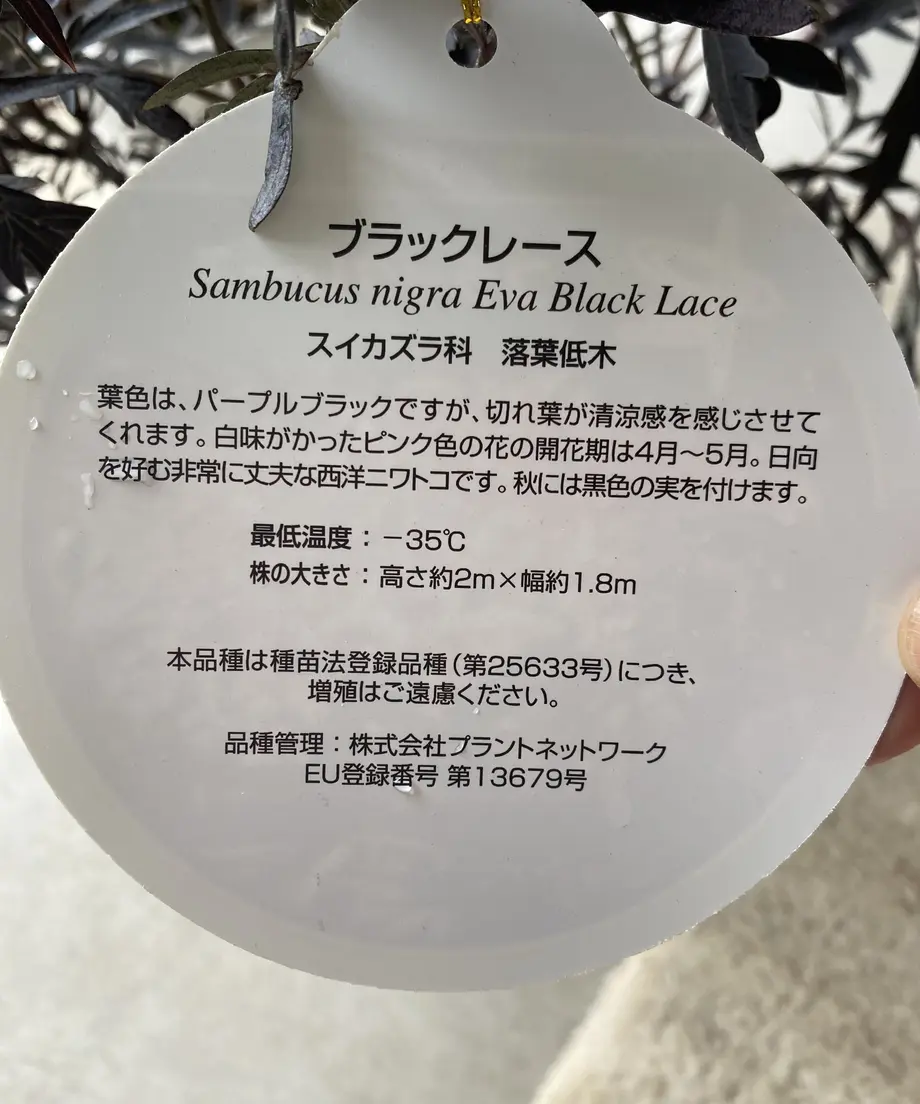 ブラックレース
Sambucus nigra Eva Black Lace
スイカズラ科　落葉低木
葉色は、パープルブラックですが、切れ葉が清涼感を感じさせて
くれます。白味がかったピンク色の花の開花期は4月～5月。日向
を好む非常に丈夫な西洋ニワトコです。秋には黒色の実を付けます。
最低温度：－35℃
株の大きさ：高さ約2m×幅約1.8m
本品種は種苗法登録品種（第25633号）につき、
増殖はご遠慮ください。
品種管理：株式会社プラントネットワーク
EU登録番号 第13679号